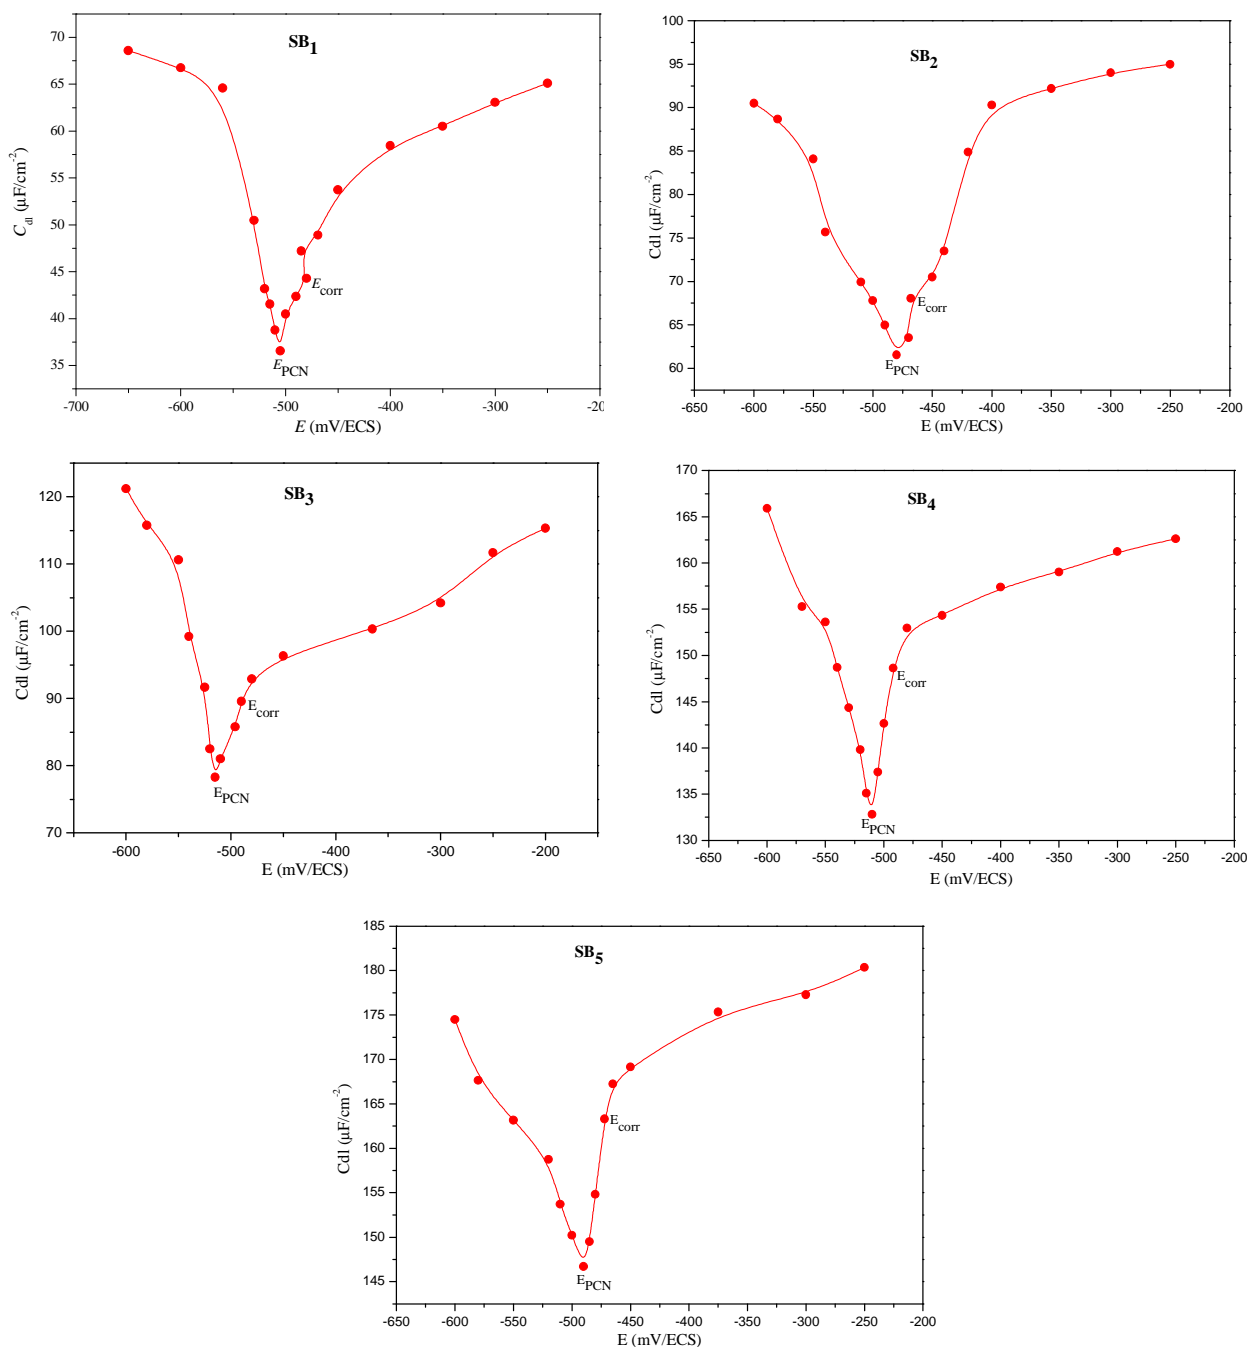 SB1
70
65
60
55
50
45
40
35
Cdl (µF/cm-2)
Ecorr
EPCN
-700 -600 -500 -400 -300 -20
E (mV/ECS)
SB2
100
95
90
85
80
75
70
65
60
Cdl (µF/cm-2)
Ecorr
EPCN
-650 -600 -550 -500 -450 -400 -350 -300 -250 -200
E (mV/ECS)
SB3
120
110
100
90
80
70
Cdl (µF/cm-2)
Ecorr
EPCN
-600 -500 -400 -300 -200
E (mV/ECS)
SB4
170
165
160
155
150
145
140
135
130
Cdl (µF/cm-2)
Ecorr
EPCN
-650 -600 -550 -500 -450 -400 -350 -300 -250 -200
E (mV/ECS)
SB5
185
180
175
170
165
160
155
150
145
Cdl (µF/cm-2)
Ecorr
EPCN
-650 -600 -550 -500 -450 -400 -350 -300 -250 -200
E (mV/ECS)